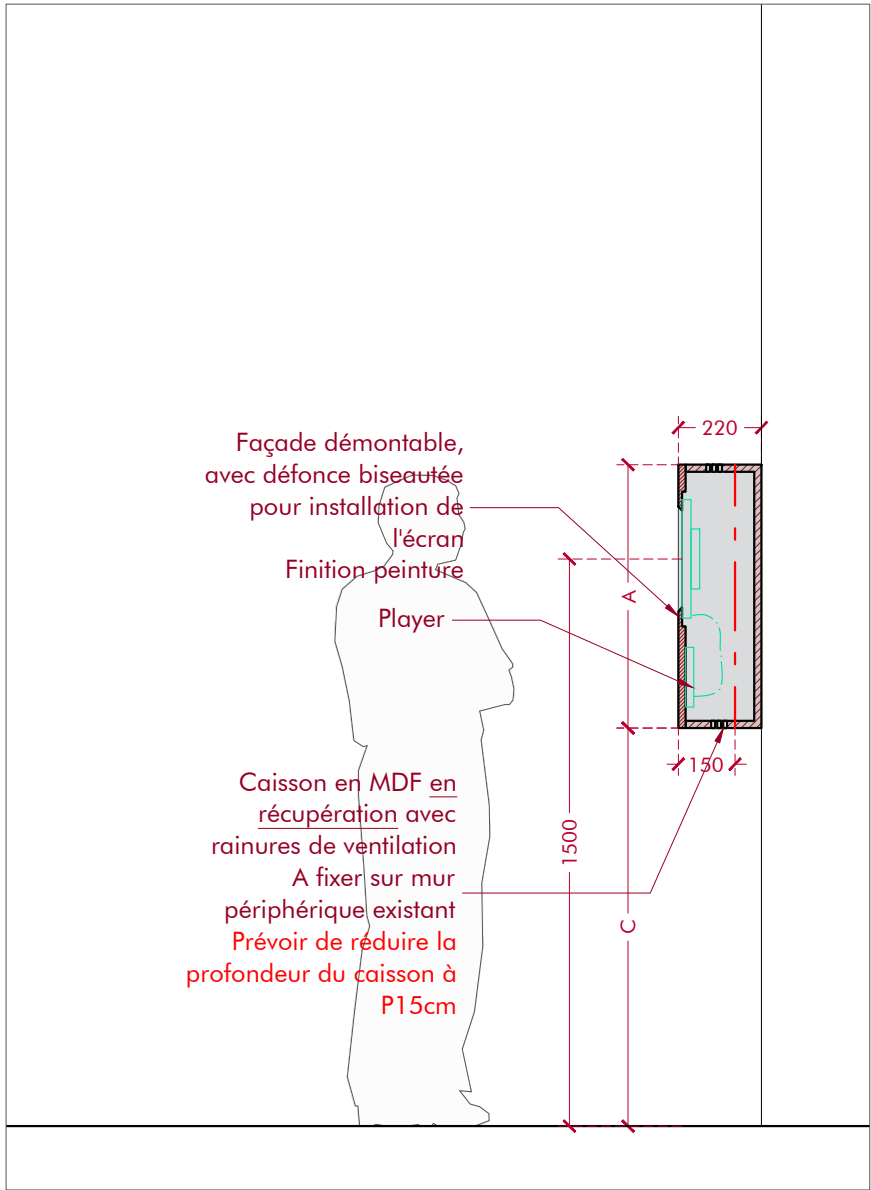 220
Façade démontable,
avec défonce biseautée
pour installation de
l'écran
Finition peinture
A
Player
150
Caisson en MDF en
récupération avec
rainures de ventilation
A fixer sur mur
périphérique existant
Prévoir de réduire la
profondeur du caisson à
P15cm
1500
C